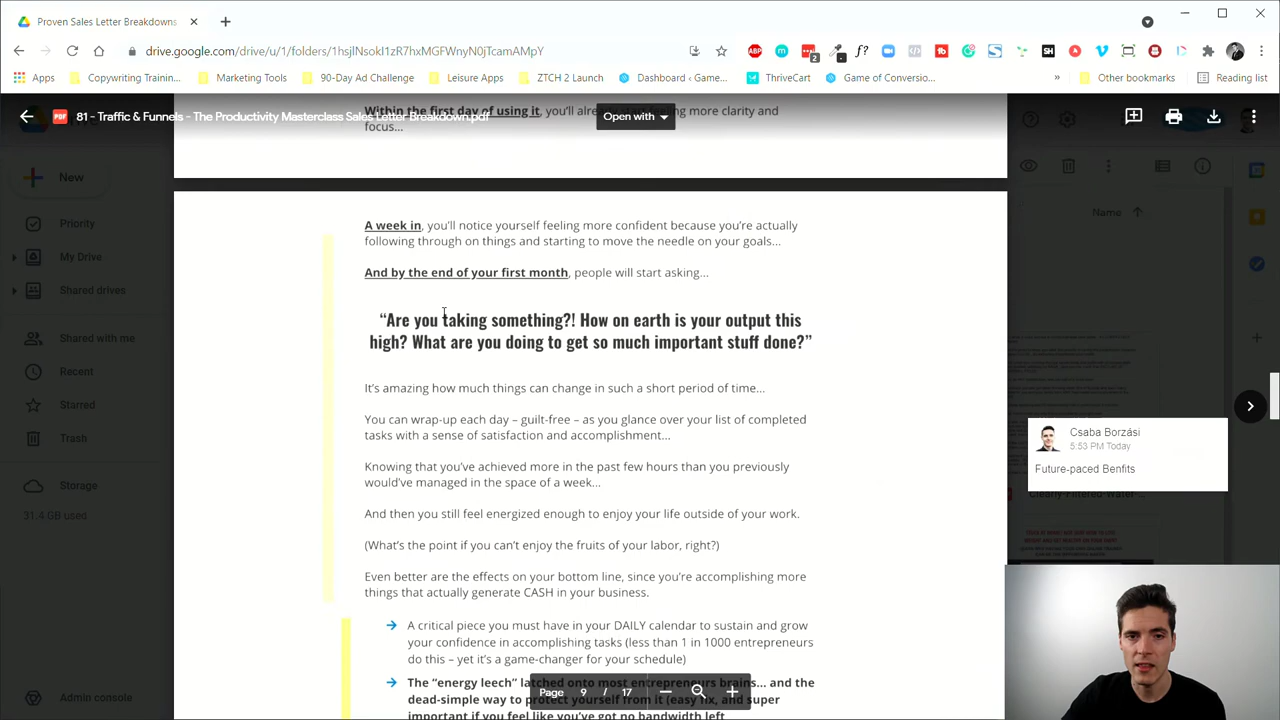 Proven Sales Letter Breakdowns
drive.google.com/drive/u/1/folders/1hsjlNsokI1zR7hxMGFWnyN0jTcamAMpY
Apps
Copywriting Trainin...
Marketing Tools
90-Day Ad Challenge
Leisure Apps
ZTCH 2 Launch
Dashboard ‹ Game...
ThriveCart
Game of Conversio...
Other bookmarks
Reading list
Within the first day of using it, you'll already start feeling more clarity and
focus...
81 - Traffic & Funnels - The Productivity Masterclass Sales Letter Breakdown.pdf
Open with
New
Priority
My Drive
Shared drives
Shared with me
Recent
Starred
Trash
Storage
31.4 GB used
Admin console
Name
A week in, you'll notice yourself feeling more confident because you're actually
following through on things and starting to move the needle on your goals...
And by the end of your first month, people will start asking...
“Are you taking something?! How on earth is your output this
high? What are you doing to get so much important stuff done?”
It's amazing how much things can change in such a short period of time...
You can wrap-up each day – guilt-free – as you glance over your list of completed
tasks with a sense of satisfaction and accomplishment...
Knowing that you've achieved more in the past few hours than you previously
would've managed in the space of a week...
And then you still feel energized enough to enjoy your life outside of your work.
(What's the point if you can't enjoy the fruits of your labor, right?)
Even better are the effects on your bottom line, since you're accomplishing more
things that actually generate CASH in your business.
A critical piece you must have in your DAILY calendar to sustain and grow
your confidence in accomplishing tasks (less than 1 in 1000 entrepreneurs
do this – yet it's a game-changer for your schedule)
The "energy leech" latched onto most entrepreneurs brains... and the
dead-simple way to protect yourself from it (easy fix, and super
important if you feel like you've got no bandwidth left
Page 9 / 17
Csaba Borzási
5:53 PM Today
Future-paced Benfits